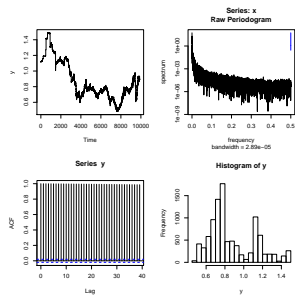 Series: x
Raw Periodogram
y
0.6 0.8 1.0 1.2 1.4
0 2000 4000 6000 8000 10000
Time
spectrum
1e-09 1e-06 1e-03 1e+00
0.0 0.1 0.2 0.3 0.4 0.5
frequency
bandwidth = 2.89e-05
Series y
ACF
0.0 0.2 0.4 0.6 0.8 1.0
0 10 20 30 40
Lag
Histogram of y
Frequency
0 500 1000 1500
0.6 0.8 1.0 1.2 1.4
y